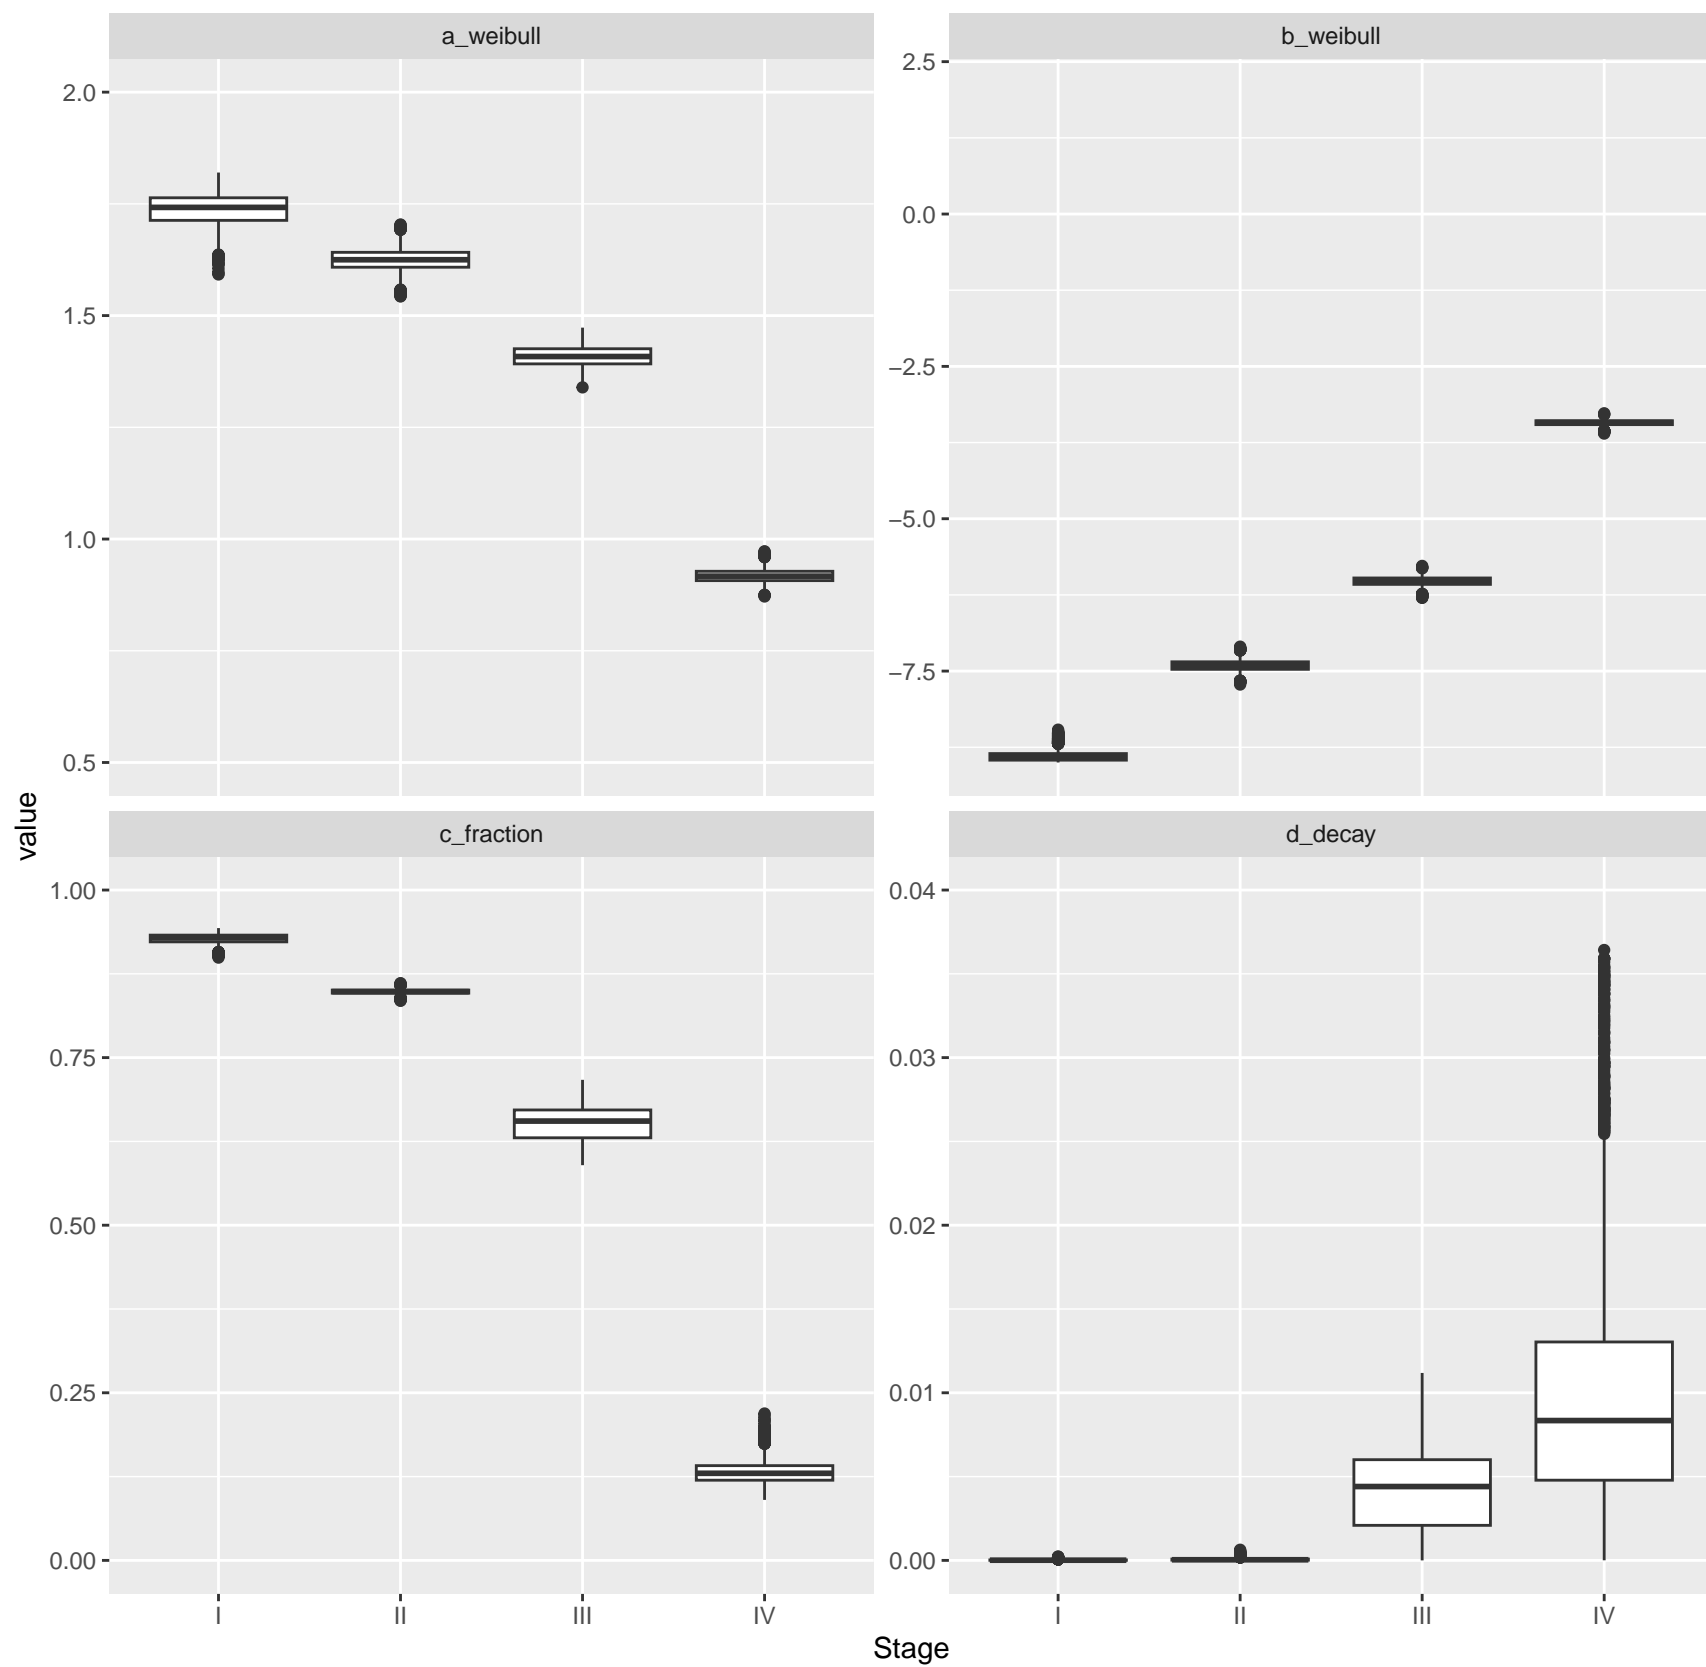 a_weibull
b_weibull
2.0
1.5
1.0
0.5
2.5
0.0
−2.5
−5.0
−7.5
value
c_fraction
d_decay
1.00
0.75
0.50
0.25
0.00
0.04
0.03
0.02
0.01
0.00
I II III IV
I II III IV
Stage